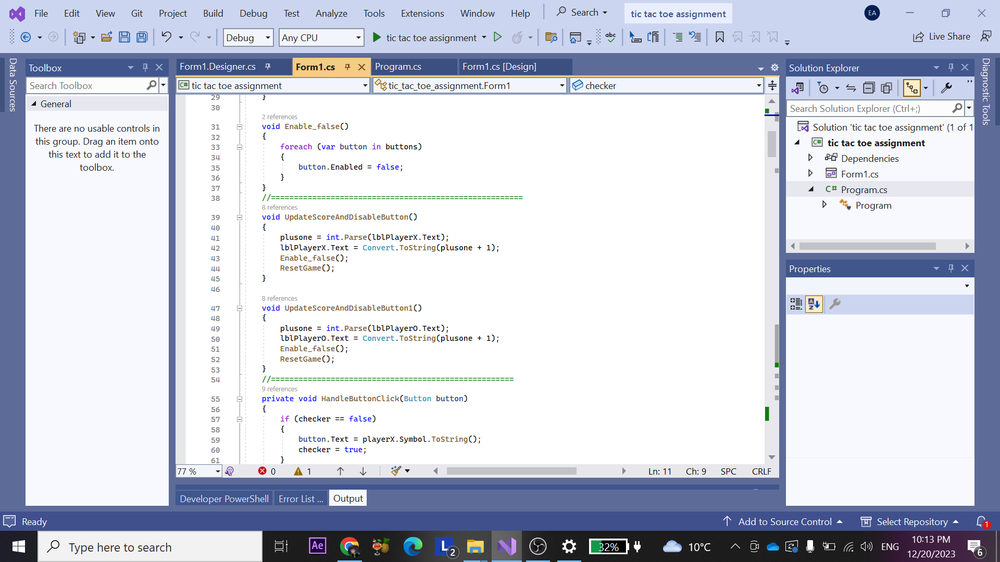 File Edit View Git Project Build Debug Test Analyze Tools Extensions Window Help Search tic tac toe assignment EA
Debug Any CPU tic tac toe assignment abc Live Share
Data Sources
Toolbox
Search Toolbox
General
There are no usable controls in
this group. Drag an item onto
this text to add it to the
toolbox.
Form1.Designer.cs Form1.cs Program.cs Form1.cs [Design]
C# tic tac toe assignment tic_tac_toe_assignment.Form1 checker
29 }
30
2 references
31 void Enable_false()
32 {
33 foreach (var button in buttons)
34 {
35 button.Enabled = false;
36 }
37 }
38 //=======================================================
8 references
39 void UpdateScoreAndDisableButton()
40 {
41 plusone = int.Parse(lblPlayerX.Text);
42 lblPlayerX.Text = Convert.ToString(plusone + 1);
43 Enable_false();
44 ResetGame();
45 }
46
8 references
47 void UpdateScoreAndDisableButton1()
48 {
49 plusone = int.Parse(lblPlayerO.Text);
50 lblPlayerO.Text = Convert.ToString(plusone + 1);
51 Enable_false();
52 ResetGame();
53 }
54 //=====================================================
9 references
55 private void HandleButtonClick(Button button)
56 {
57 if (checker == false)
58 {
59 button.Text = playerX.Symbol.ToString();
60 checker = true;
61 }
77 % 0 1 Ln: 11 Ch: 9 SPC CRLF
Developer PowerShell Error List ... Output
Solution Explorer
Search Solution Explorer (Ctrl+;)
Solution 'tic tac toe assignment' (1 of 1
C# tic tac toe assignment
Dependencies
Form1.cs
C# Program.cs
Program
Properties
A
Z
Diagnostic Tools
Ready Add to Source Control Select Repository 1
Type here to search Ae L 2 32% 10°C ENG 10:13 PM
12/20/2023 6